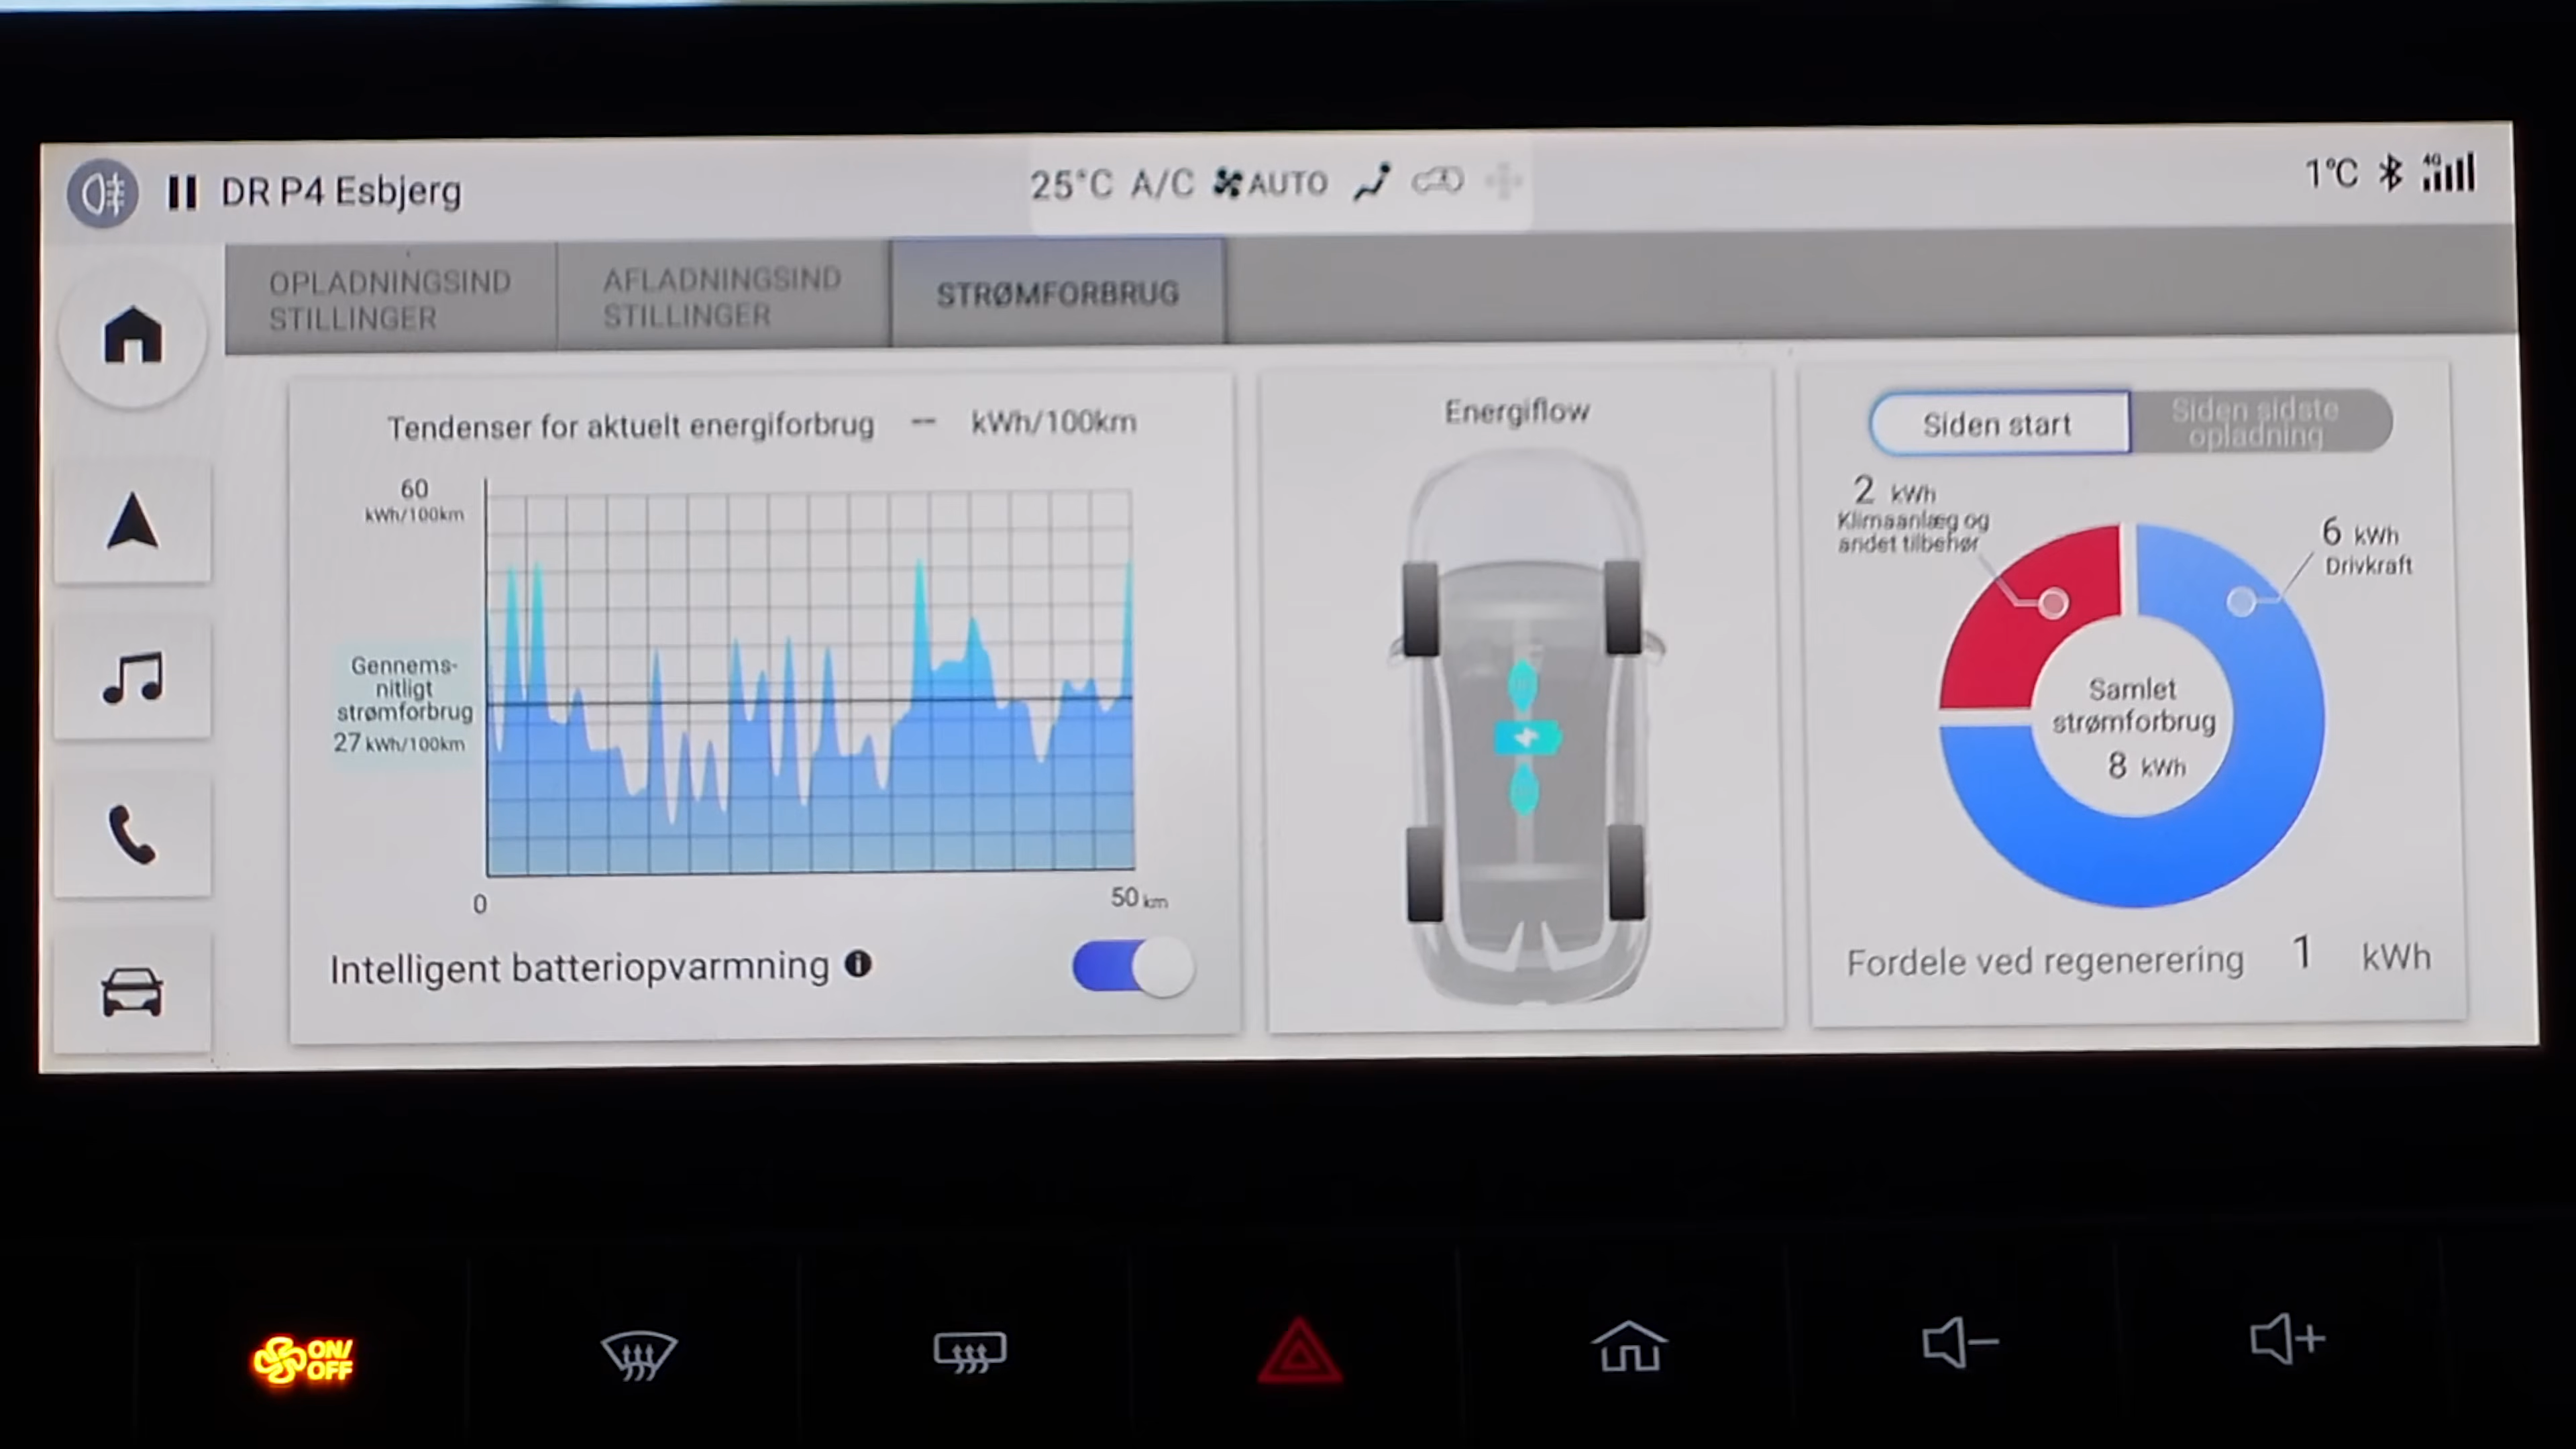 DR P4 Esbjerg
25°C A/C AUTO
1°C 4G
OPLADNINGSIND
STILLINGER
AFLADNINGSIND
STILLINGER
STRØMFORBRUG
Tendenser for aktuelt energiforbrug -- kWh/100km
60
kWh/100km
Gennems-
nitligt
strømforbrug
27 kWh/100km
0
50 km
Intelligent batteriopvarmning
Energiflow
Siden start
Siden sidste
opladning
2 kWh
Klimaanlæg og
andet tilbehør
6 kWh
Drivkraft
Samlet
strømforbrug
8 kWh
Fordele ved regenerering 1 kWh
ON/
OFF